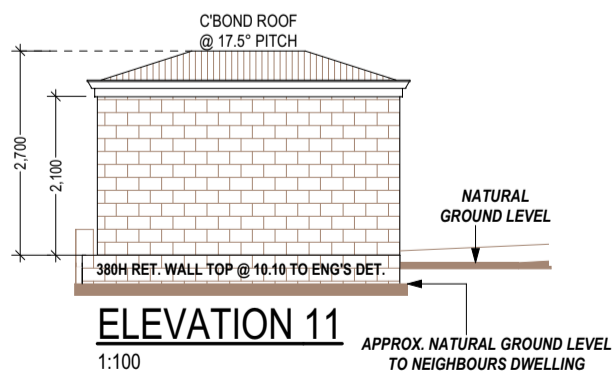 C'BOND ROOF
@ 17.5° PITCH
2,700
2,100
NATURAL
GROUND LEVEL
380H RET. WALL TOP @ 10.10 TO ENG'S DET.
ELEVATION 11
1:100
APPROX. NATURAL GROUND LEVEL
TO NEIGHBOURS DWELLING